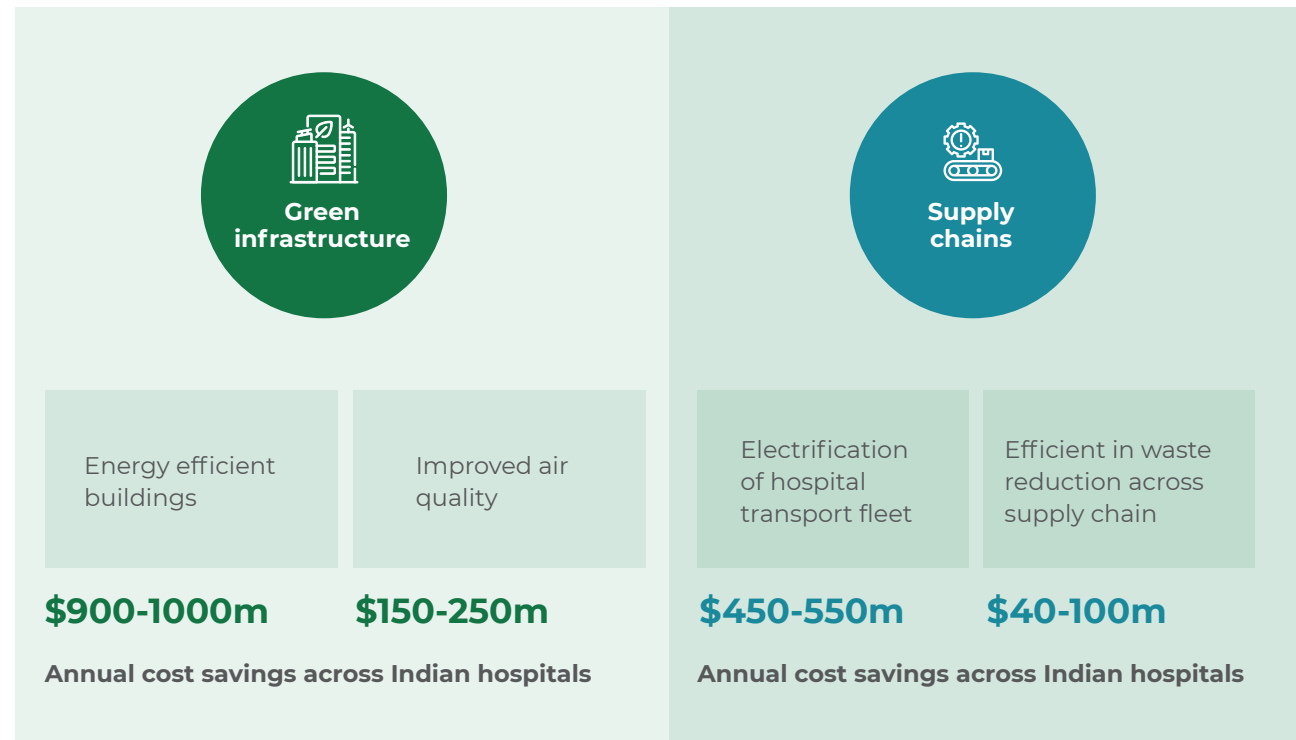 Green
infrastructure
Energy efficient
buildings
Improved air
quality
$900-1000m
$150-250m
Annual cost savings across Indian hospitals
Supply
chains
Electrification
of hospital
transport fleet
Efficient in waste
reduction across
supply chain
$450-550m
$40-100m
Annual cost savings across Indian hospitals